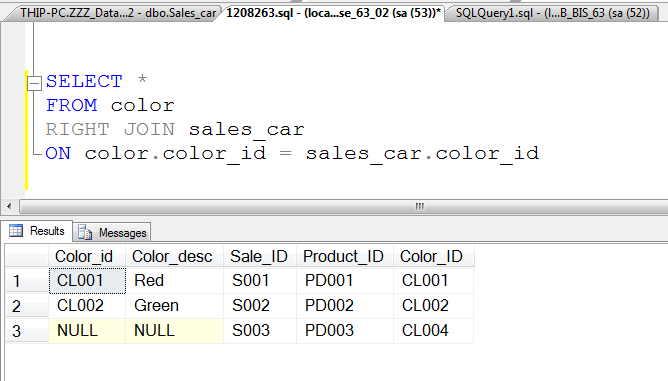 THIP-PC.ZZZ_Data...2 - dbo.Sales_car
1208263.sql - (loca...se_63_02 (sa (53))*
SQLQuery1.sql - (l...B_BIS_63 (sa (52))
SELECT *
FROM color
RIGHT JOIN sales_car
ON color.color_id = sales_car.color_id
Results
Messages
Color_id Color_desc Sale_ID Product_ID Color_ID
1 CL001 Red S001 PD001 CL001
2 CL002 Green S002 PD002 CL002
3 NULL NULL S003 PD003 CL004